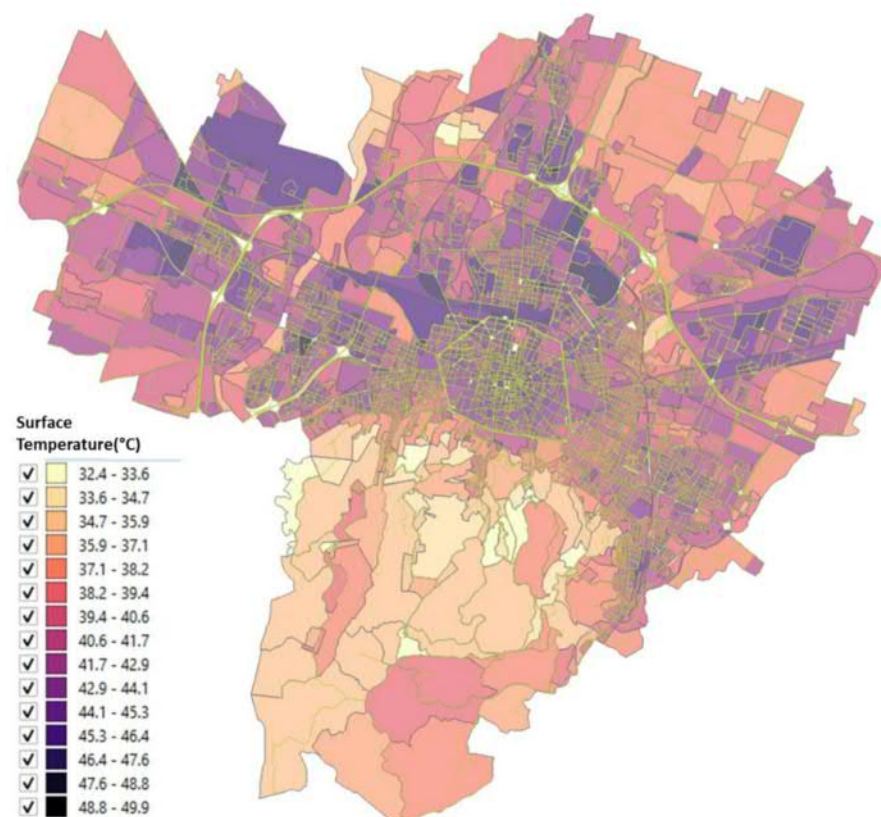 Surface
Temperature(°C)
32.4 - 33.6
33.6 - 34.7
34.7 - 35.9
35.9 - 37.1
37.1 - 38.2
38.2 - 39.4
39.4 - 40.6
40.6 - 41.7
41.7 - 42.9
42.9 - 44.1
44.1 - 45.3
45.3 - 46.4
46.4 - 47.6
47.6 - 48.8
48.8 - 49.9